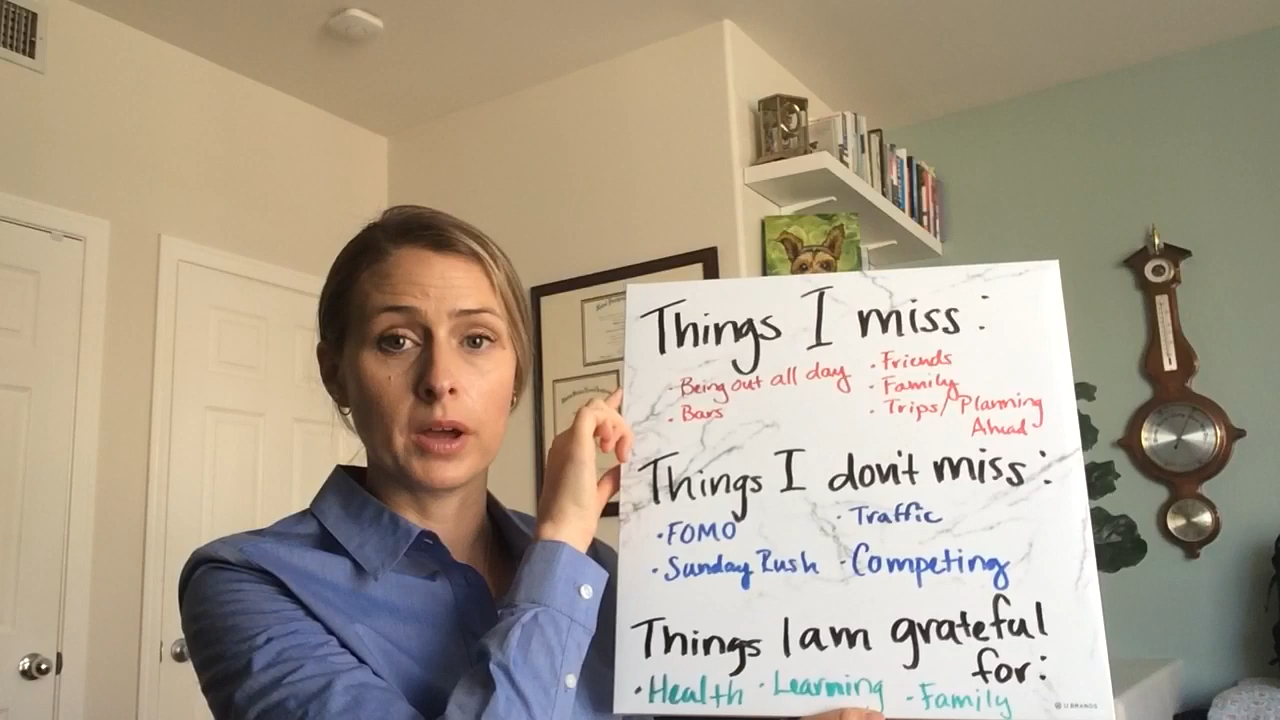 Things I miss:
· Being out all day
· Bars
· Friends
· Family
· Trips/Planning
Ahead
Things I don't miss:
· FOMO
· Sunday Rush
· Traffic
· Competing
Things I am grateful
for:
· Health · Learning · Family
U BRANDS